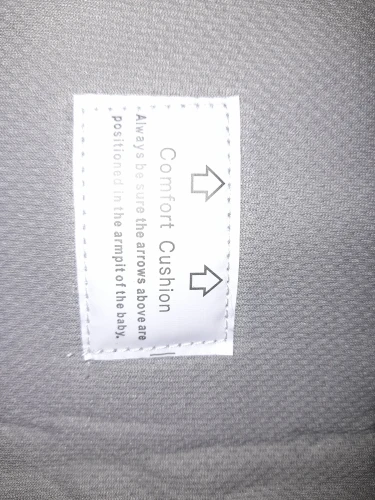 Comfort Cushion
Always be sure the arrows above are
positioned in the armpit of the baby.